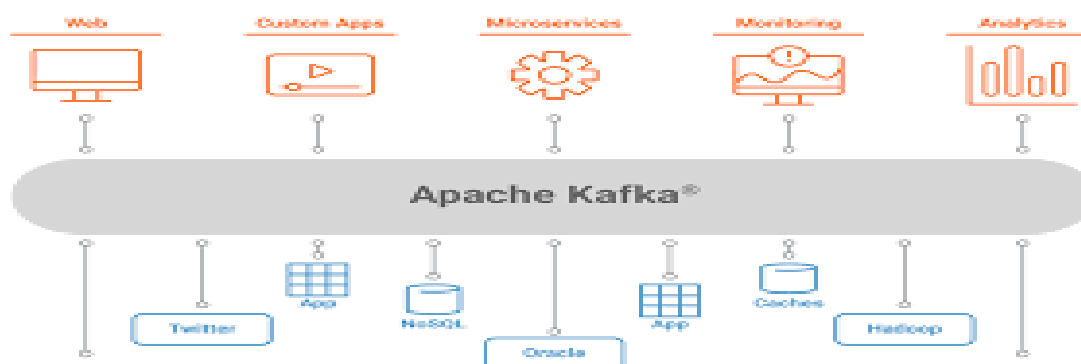 Web
Custom Apps
Microservices
Monitoring
Analytics
Apache Kafka®
App
NoSQL
App
Caches
Twitter
Hadoop
Oracle